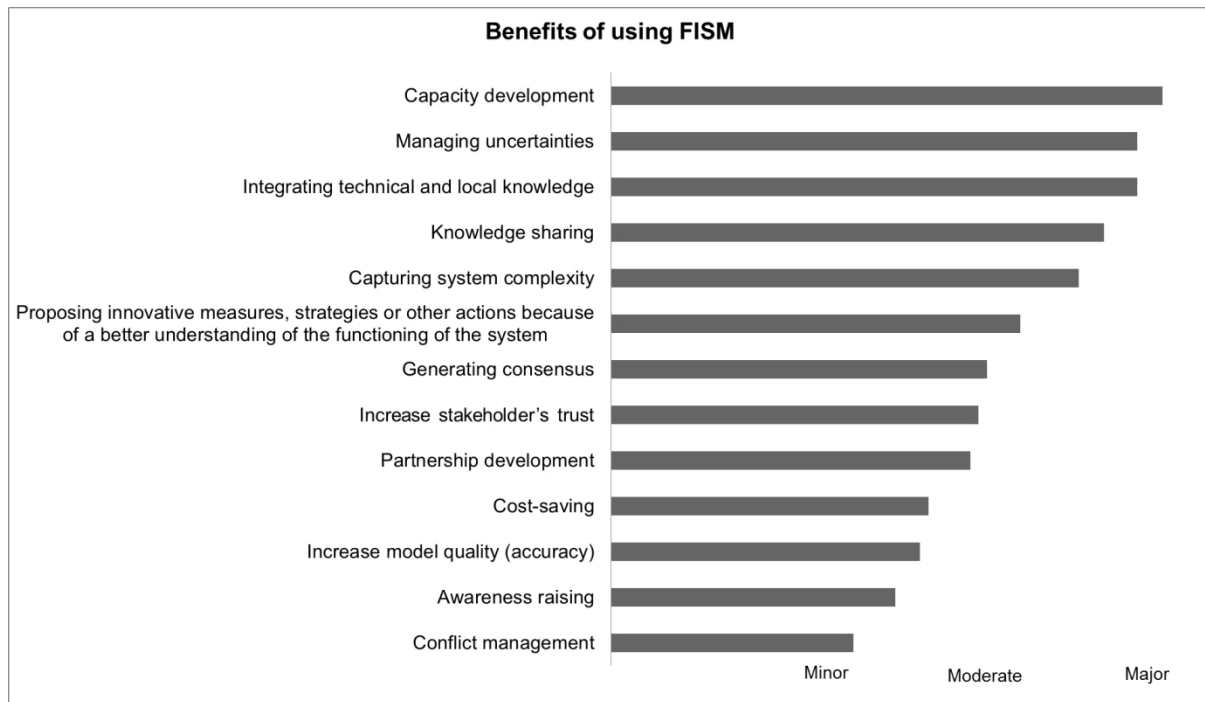 Benefits of using FISM
Capacity development
Managing uncertainties
Integrating technical and local knowledge
Knowledge sharing
Capturing system complexity
Proposing innovative measures, strategies or other actions because
of a better understanding of the functioning of the system
Generating consensus
Increase stakeholder’s trust
Partnership development
Cost-saving
Increase model quality (accuracy)
Awareness raising
Conflict management
Minor
Moderate
Major